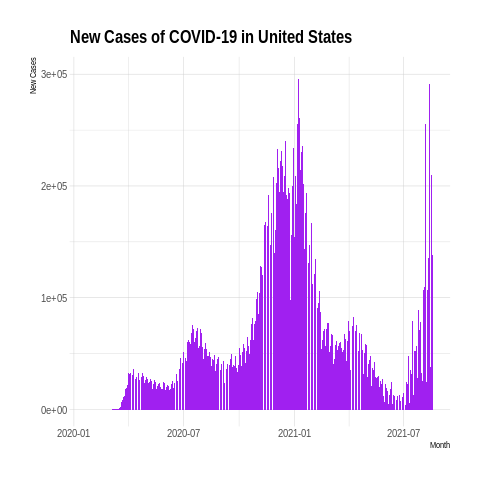 New Cases of COVID-19 in United States
New Cases
3e+05
2e+05
1e+05
0e+00
2020-01 2020-07 2021-01 2021-07
Month